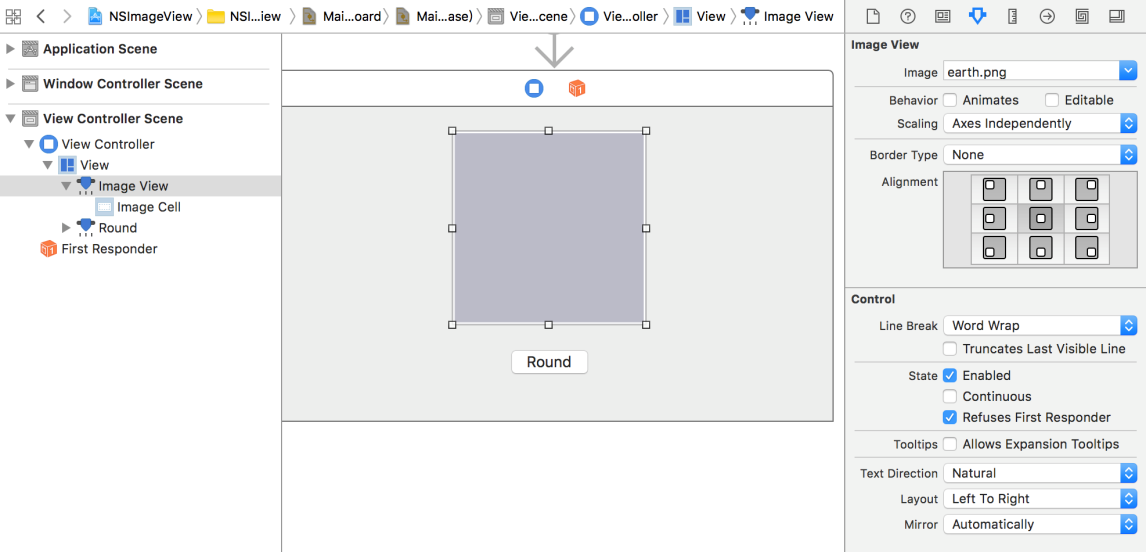 NSImageView NSI...iew Mai...oard Mai...ase) Vie...cene Vie...oller View Image View
Application Scene
Window Controller Scene
View Controller Scene
View Controller
View
Image View
Image Cell
Round
First Responder
Round
Image View
Image earth.png
Behavior Animates Editable
Scaling Axes Independently
Border Type None
Alignment
Control
Line Break Word Wrap
Truncates Last Visible Line
State Enabled
Continuous
Refuses First Responder
Tooltips Allows Expansion Tooltips
Text Direction Natural
Layout Left To Right
Mirror Automatically